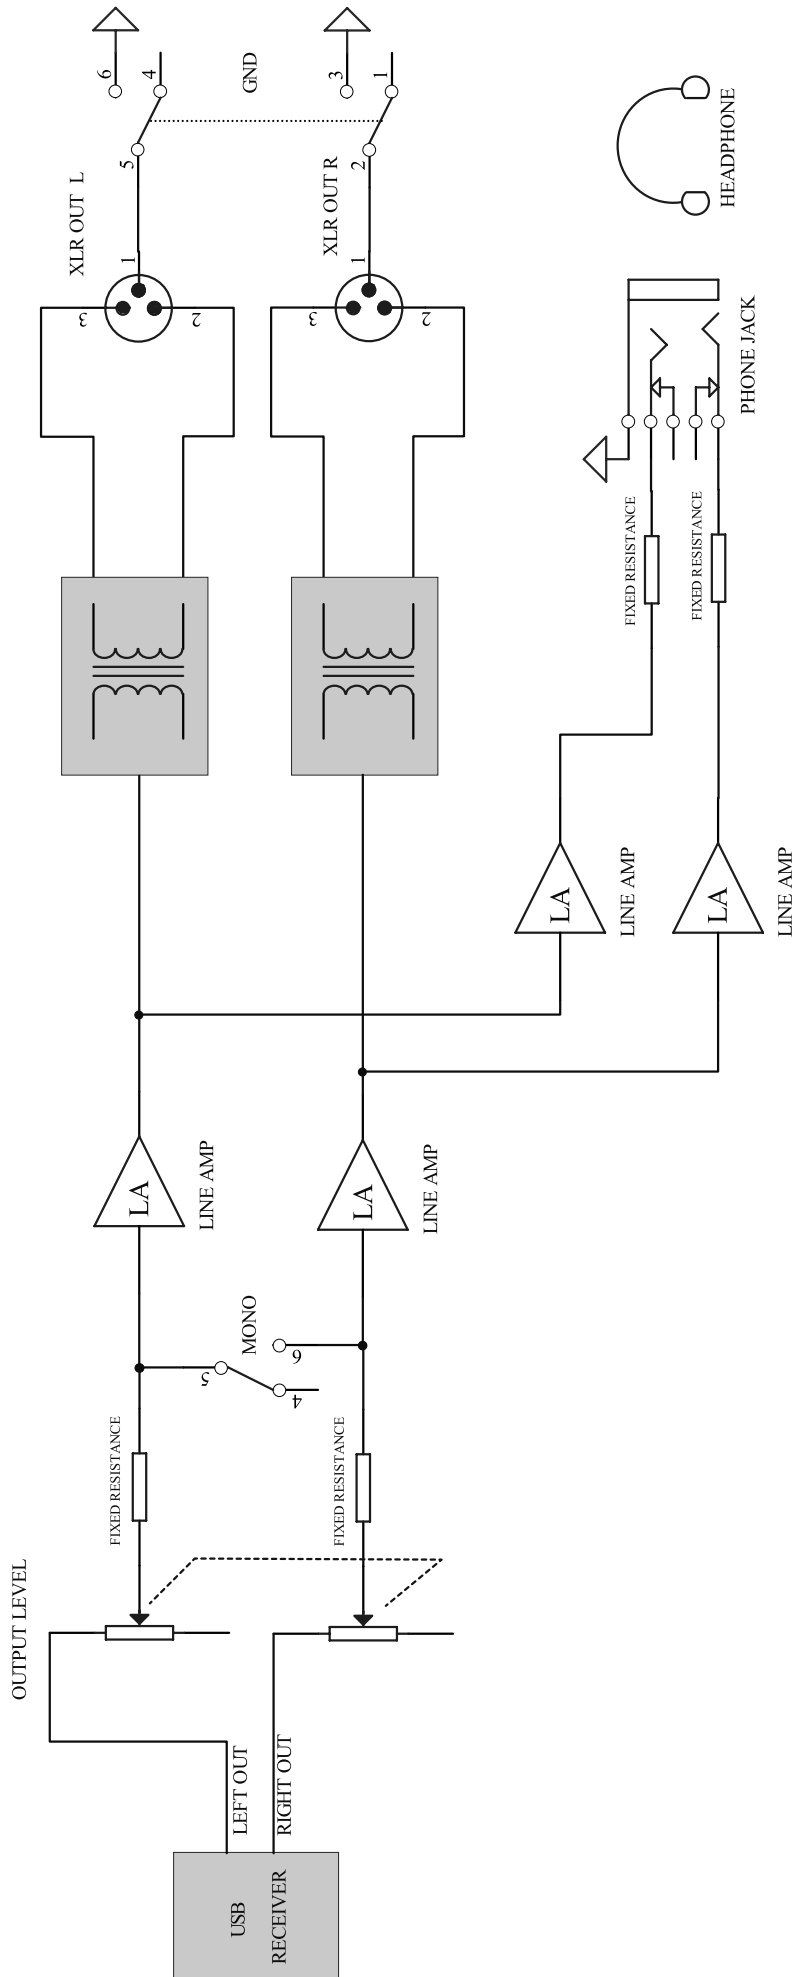 USB
RECEIVER
LEFT OUT
RIGHT OUT
OUTPUT LEVEL
FIXED RESISTANCE
FIXED RESISTANCE
5
4
6
MONO
LA
LINE AMP
LA
LINE AMP
LA
LINE AMP
LA
LINE AMP
FIXED RESISTANCE
FIXED RESISTANCE
PHONE JACK
HEADPHONE
3
2
1
XLR OUT L
5
4
6
3
2
1
XLR OUT R
2
1
3
GND